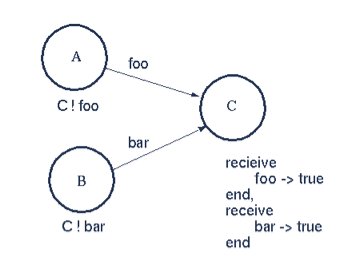 A
foo
C ! foo
C
bar
B
C ! bar
recieive
foo -> true
end,
receive
bar -> true
end